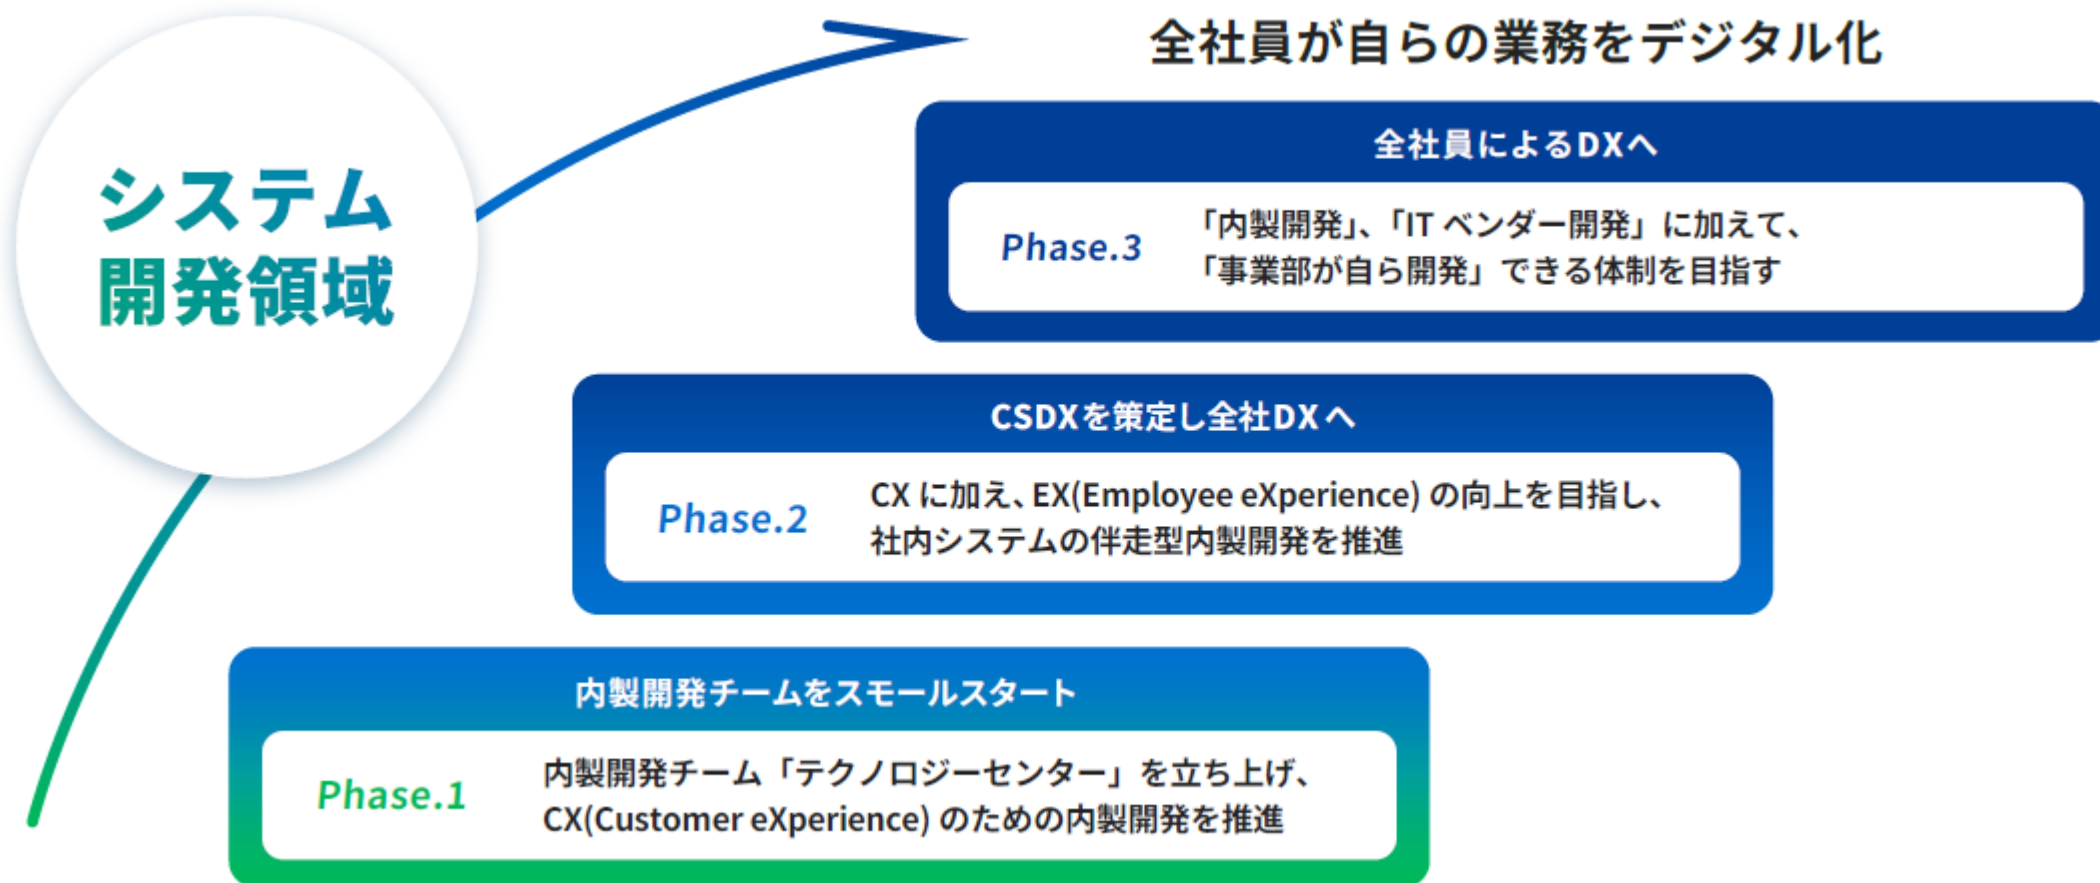 システム
開発領域
全社員が自らの業務をデジタル化
全社員によるDXへ
Phase.3
「内製開発」、「IT ベンダー開発」に加えて、
「事業部が自ら開発」できる体制を目指す
CSDXを策定し全社DXへ
Phase.2
CX に加え、EX(Employee eXperience) の向上を目指し、
社内システムの伴走型内製開発を推進
内製開発チームをスモールスタート
Phase.1
内製開発チーム「テクノロジーセンター」を立ち上げ、
CX(Customer eXperience) のための内製開発を推進